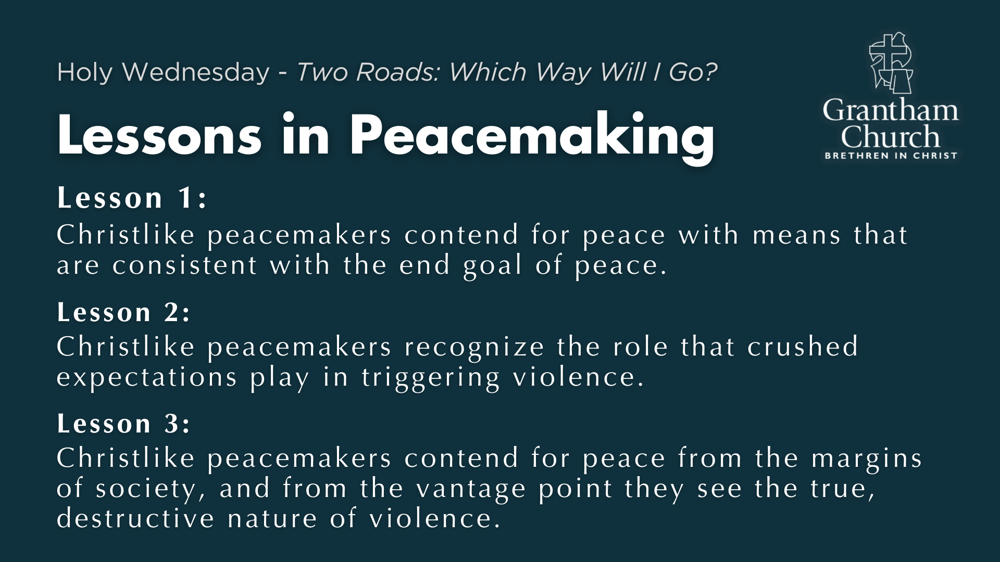 Holy Wednesday - Two Roads: Which Way Will I Go?
Lessons in Peacemaking
Grantham
Church
BRETHREN IN CHRIST
Lesson 1:
Christlike peacemakers contend for peace with means that
are consistent with the end goal of peace.
Lesson 2:
Christlike peacemakers recognize the role that crushed
expectations play in triggering violence.
Lesson 3:
Christlike peacemakers contend for peace from the margins
of society, and from the vantage point they see the true,
destructive nature of violence.